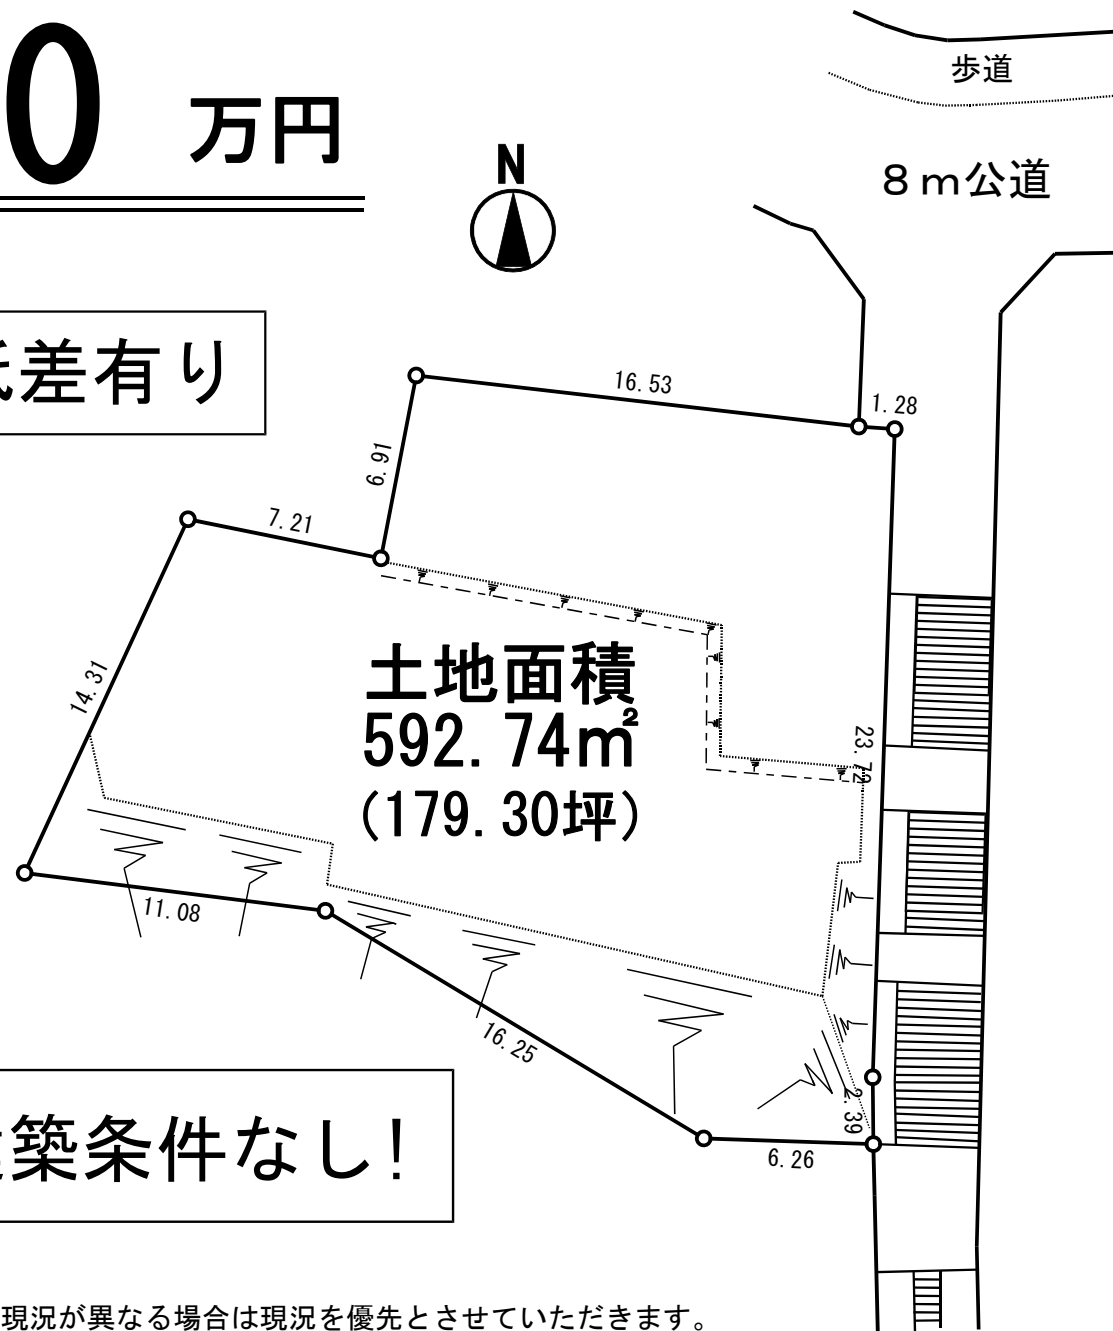 0 万円
歩道
8m公道
N
低差有り
16.53
1.28
6.91
7.21
14.31
土地面積
592.74㎡
(179.30坪)
23.72
11.08
16.25
2.39
6.26
建築条件なし!
現況が異なる場合は現況を優先とさせていただきます。